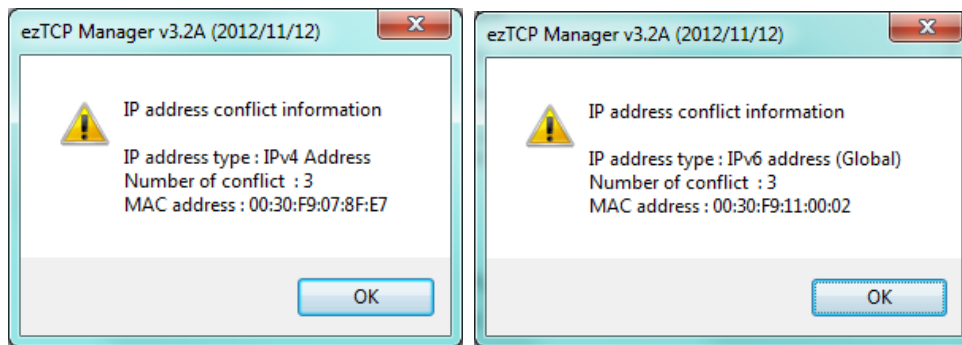 ezTCP Manager v3.2A (2012/11/12)
IP address conflict information
IP address type : IPv4 Address
Number of conflict : 3
MAC address : 00:30:F9:07:8F:E7
OK
ezTCP Manager v3.2A (2012/11/12)
IP address conflict information
IP address type : IPv6 address (Global)
Number of conflict : 3
MAC address : 00:30:F9:11:00:02
OK